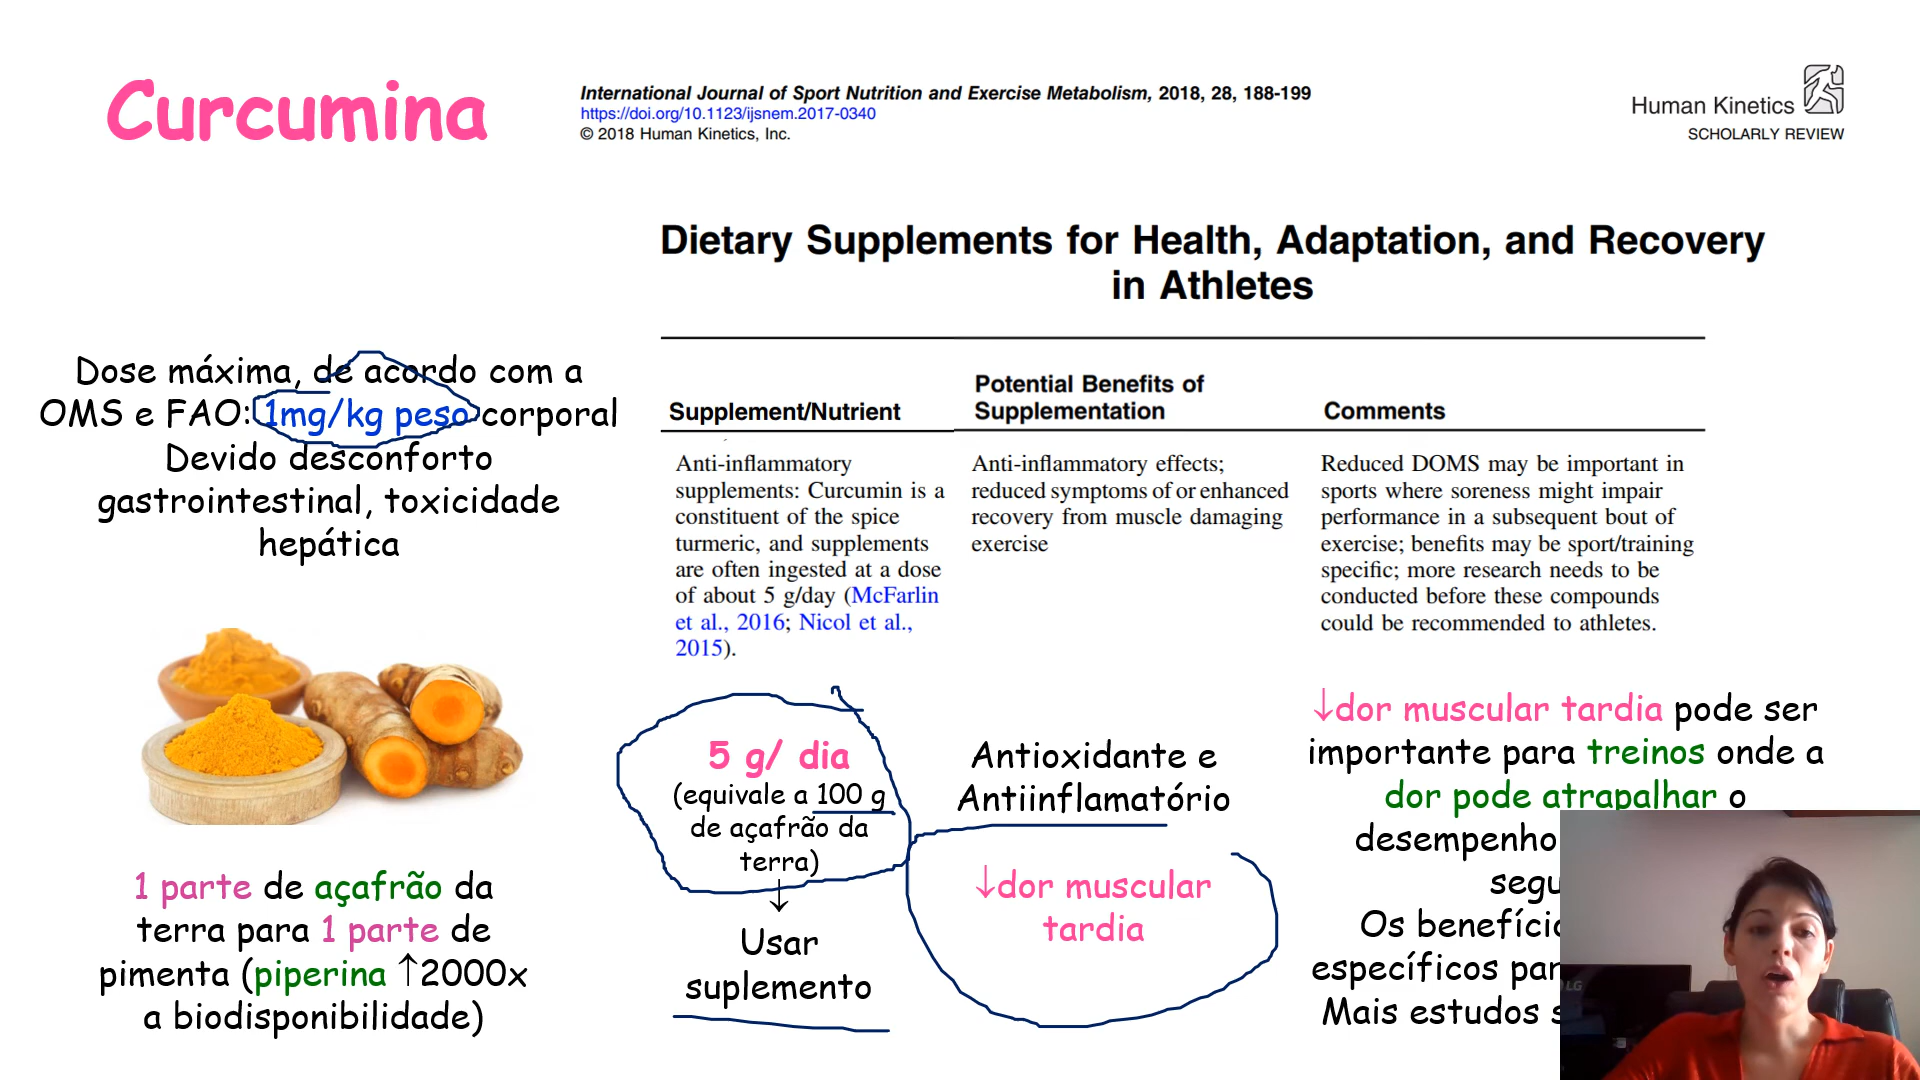 Curcumina
International Journal of Sport Nutrition and Exercise Metabolism, 2018, 28, 188-199
https://doi.org/10.1123/ijsnem.2017-0340
© 2018 Human Kinetics, Inc.
Human Kinetics
SCHOLARLY REVIEW
Dietary Supplements for Health, Adaptation, and Recovery
in Athletes
Dose máxima, de acordo com a
OMS e FAO: 1mg/kg peso corporal
Devido desconforto
gastrointestinal, toxicidade
hepática
1 parte de açafrão da
terra para 1 parte de
pimenta (piperina ↑2000x
a biodisponibilidade)
Supplement/Nutrient
Anti-inflammatory
supplements: Curcumin is a
constituent of the spice
turmeric, and supplements
are often ingested at a dose
of about 5 g/day (McFarlin
et al., 2016; Nicol et al.,
2015).
5 g/ dia
(equivale a 100 g
de açafrão da
terra)
↓
Usar
suplemento
Potential Benefits of
Supplementation
Anti-inflammatory effects;
reduced symptoms of or enhanced
recovery from muscle damaging
exercise
Antioxidante e
Antiinflamatório
↓dor muscular
tardia
Comments
Reduced DOMS may be important in
sports where soreness might impair
performance in a subsequent bout of
exercise; benefits may be sport/training
specific; more research needs to be
conducted before these compounds
could be recommended to athletes.
↓dor muscular tardia pode ser
importante para treinos onde a
dor pode atrapalhar o
desempenho
Os
específicos
Mais estudos
LG